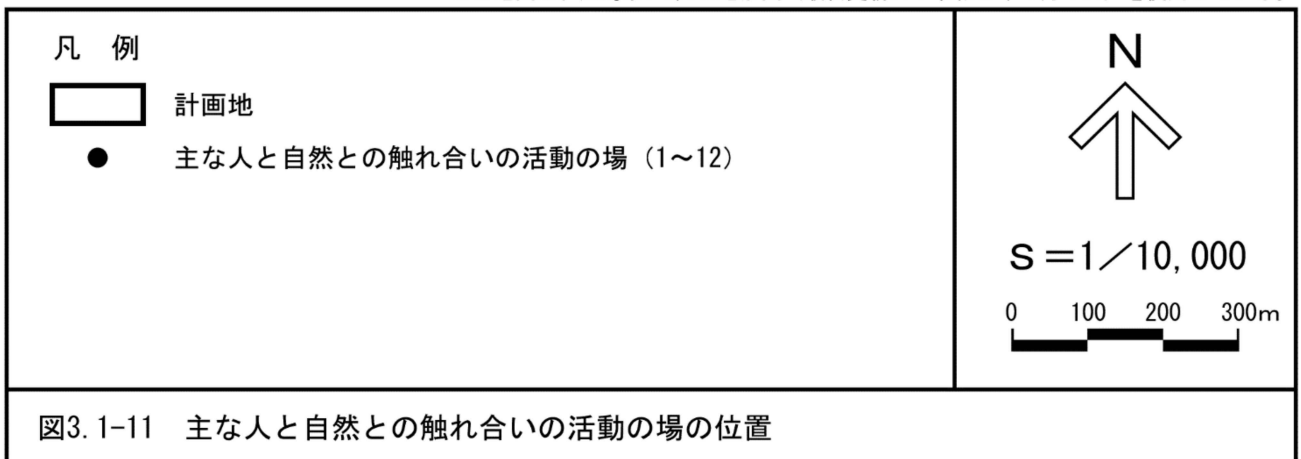 凡 例
計画地
主な人と自然との触れ合いの活動の場（1～12）
N
S＝1／10,000
0 100 200 300m
図3.1-11 主な人と自然との触れ合いの活動の場の位置